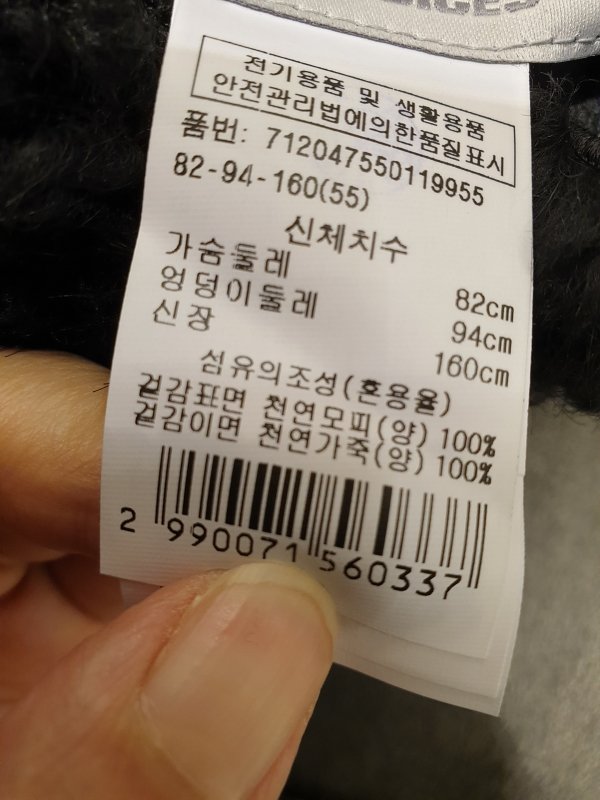 전기용품 및 생활용품
안전관리법에의한품질표시
품번: 712047550119955
82-94-160(55)
신체치수
가슴둘레 82cm
엉덩이둘레 94cm
신장 160cm
섬유의조성(혼용율)
겉감표면 천연모피(양) 100%
겉감이면 천연가죽(양) 100%
2 990071 560337